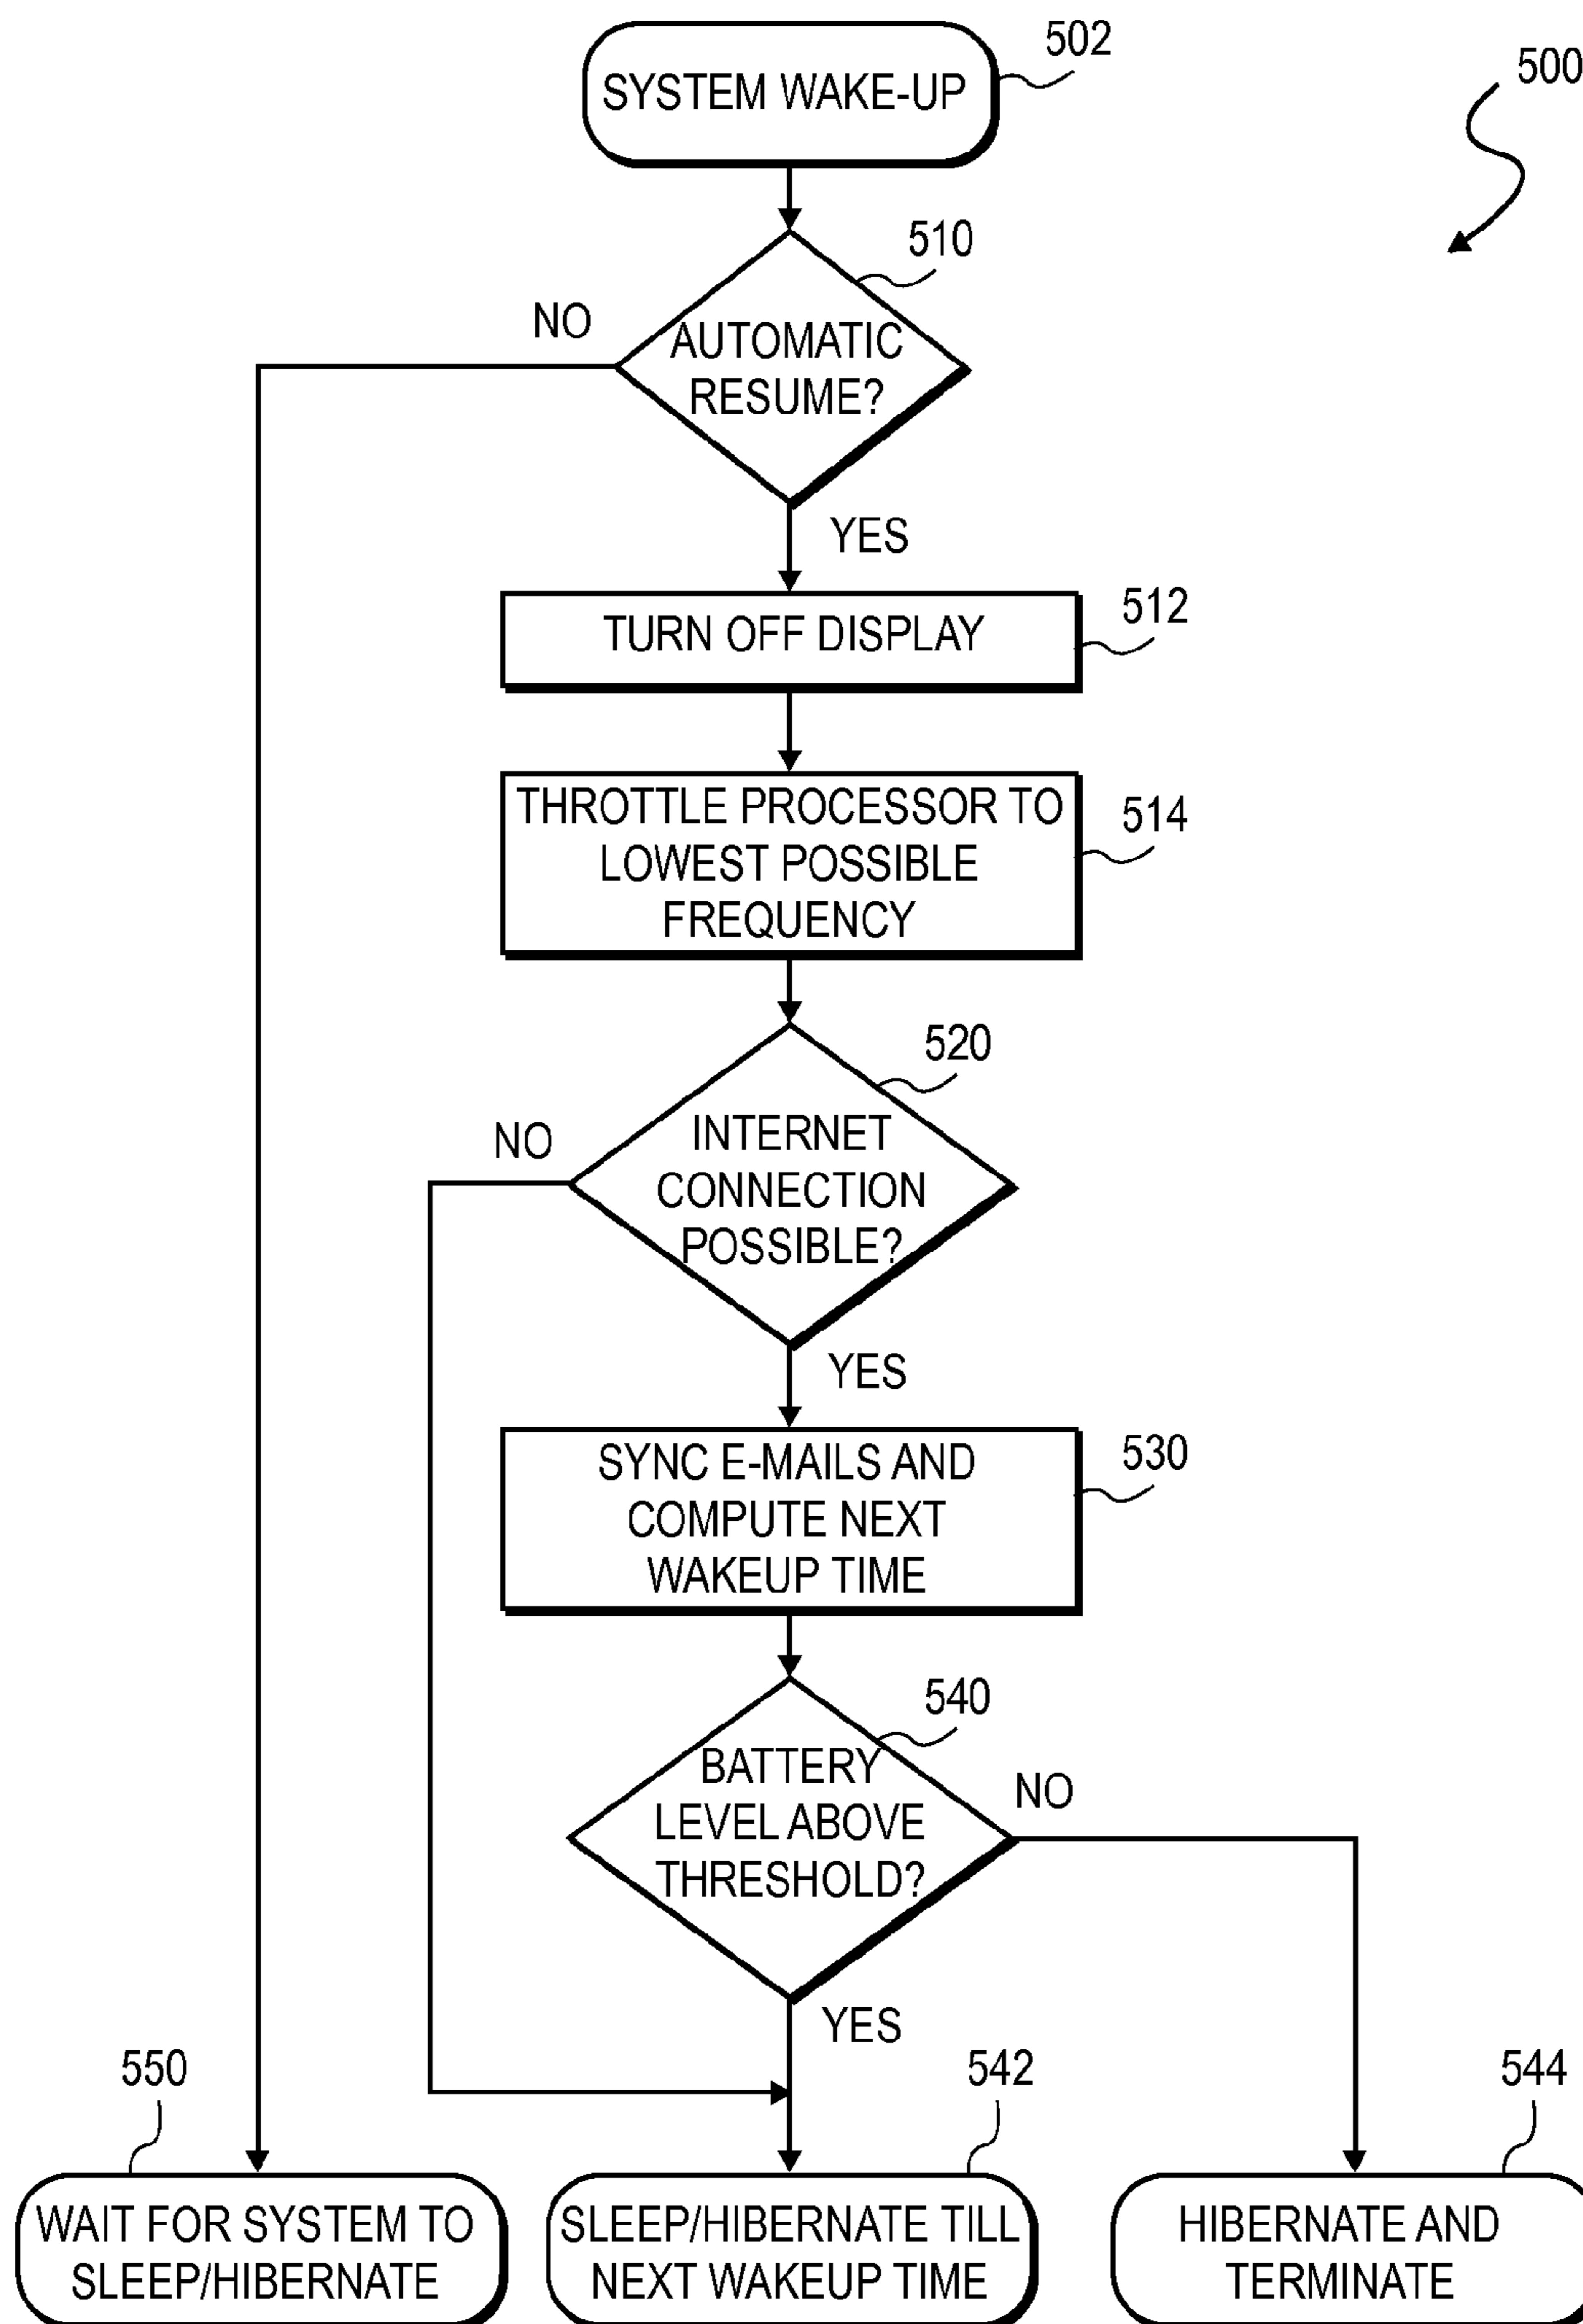 502
SYSTEM WAKE-UP
500
510
NO
AUTOMATIC
RESUME?
YES
512
TURN OFF DISPLAY
514
THROTTLE PROCESSOR TO
LOWEST POSSIBLE
FREQUENCY
520
NO
INTERNET
CONNECTION
POSSIBLE?
YES
530
SYNC E-MAILS AND
COMPUTE NEXT
WAKEUP TIME
540
BATTERY
LEVEL ABOVE
THRESHOLD?
NO
YES
550
542
544
WAIT FOR SYSTEM TO
SLEEP/HIBERNATE
SLEEP/HIBERNATE TILL
NEXT WAKEUP TIME
HIBERNATE AND
TERMINATE